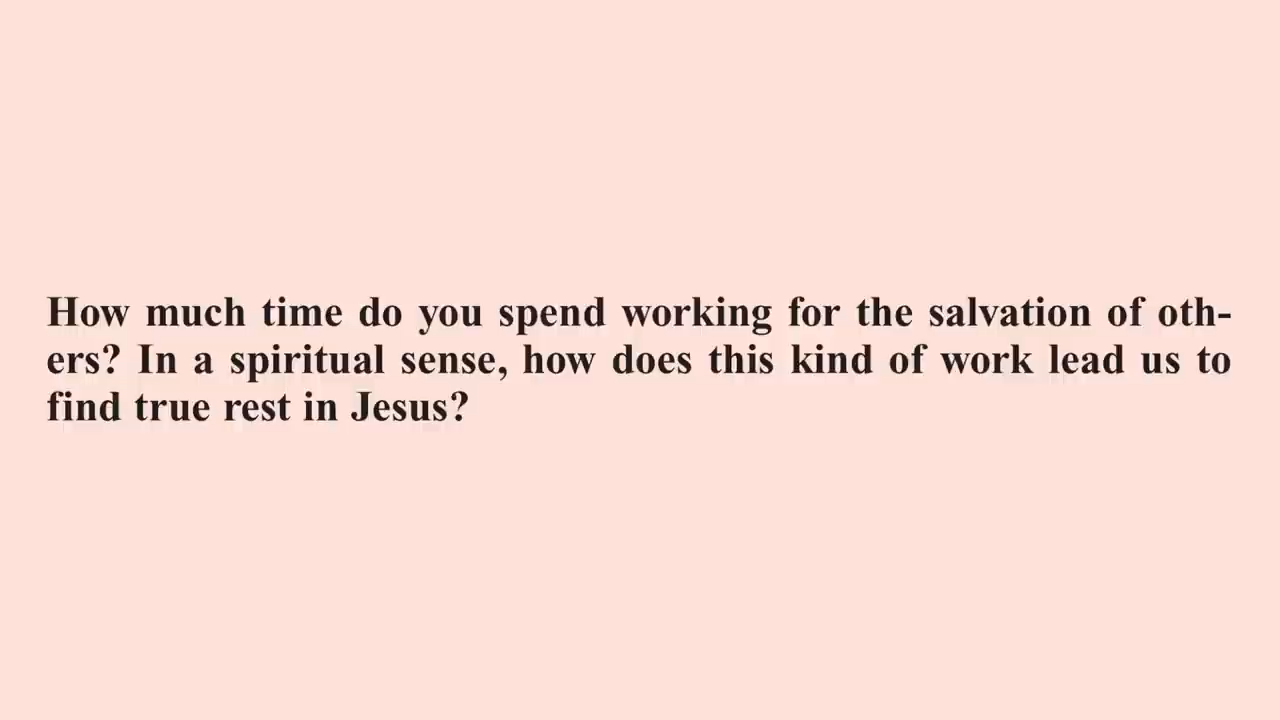 How much time do you spend working for the salvation of oth-
ers? In a spiritual sense, how does this kind of work lead us to
find true rest in Jesus?